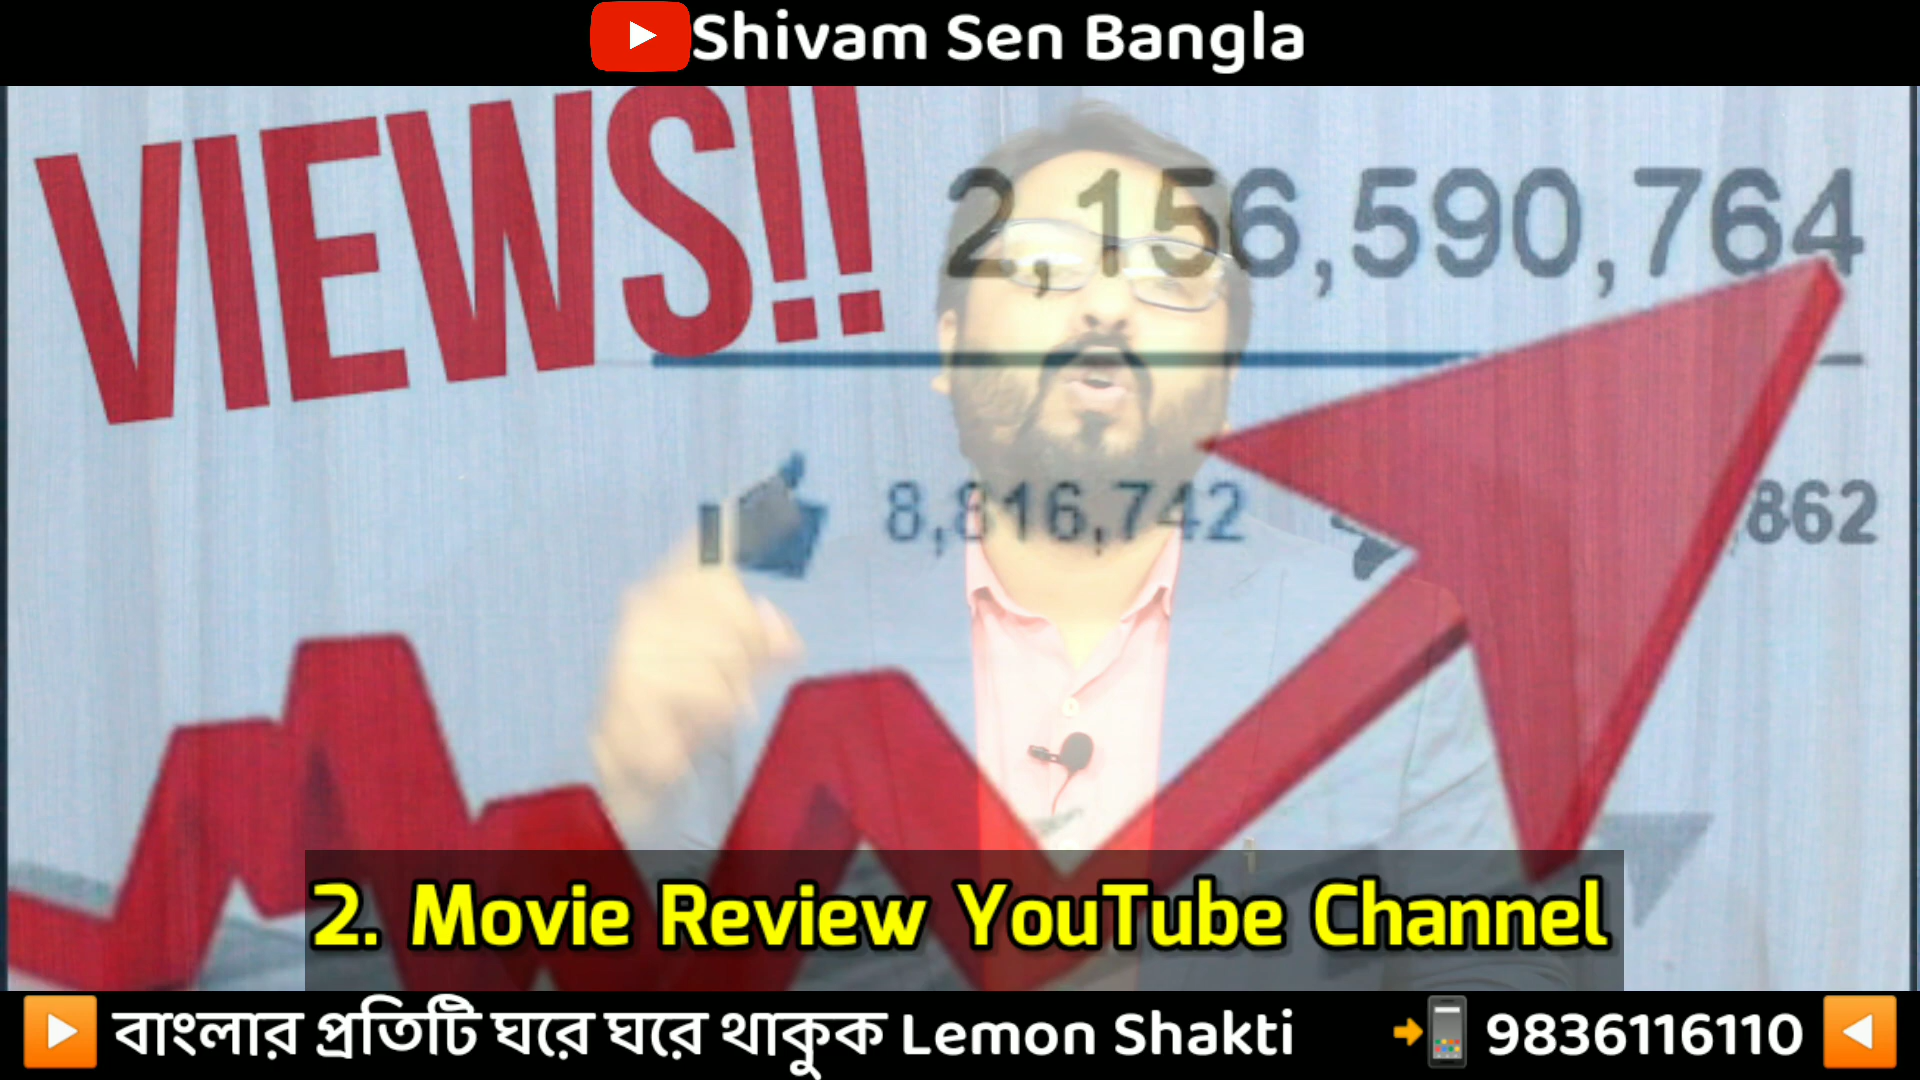 Shivam Sen Bangla
VIEWS!!
2,156,590,764
8,816,742
862
2. Movie Review YouTube Channel
বাংলার প্রতিটি ঘরে ঘরে থাকুক Lemon Shakti 9836116110